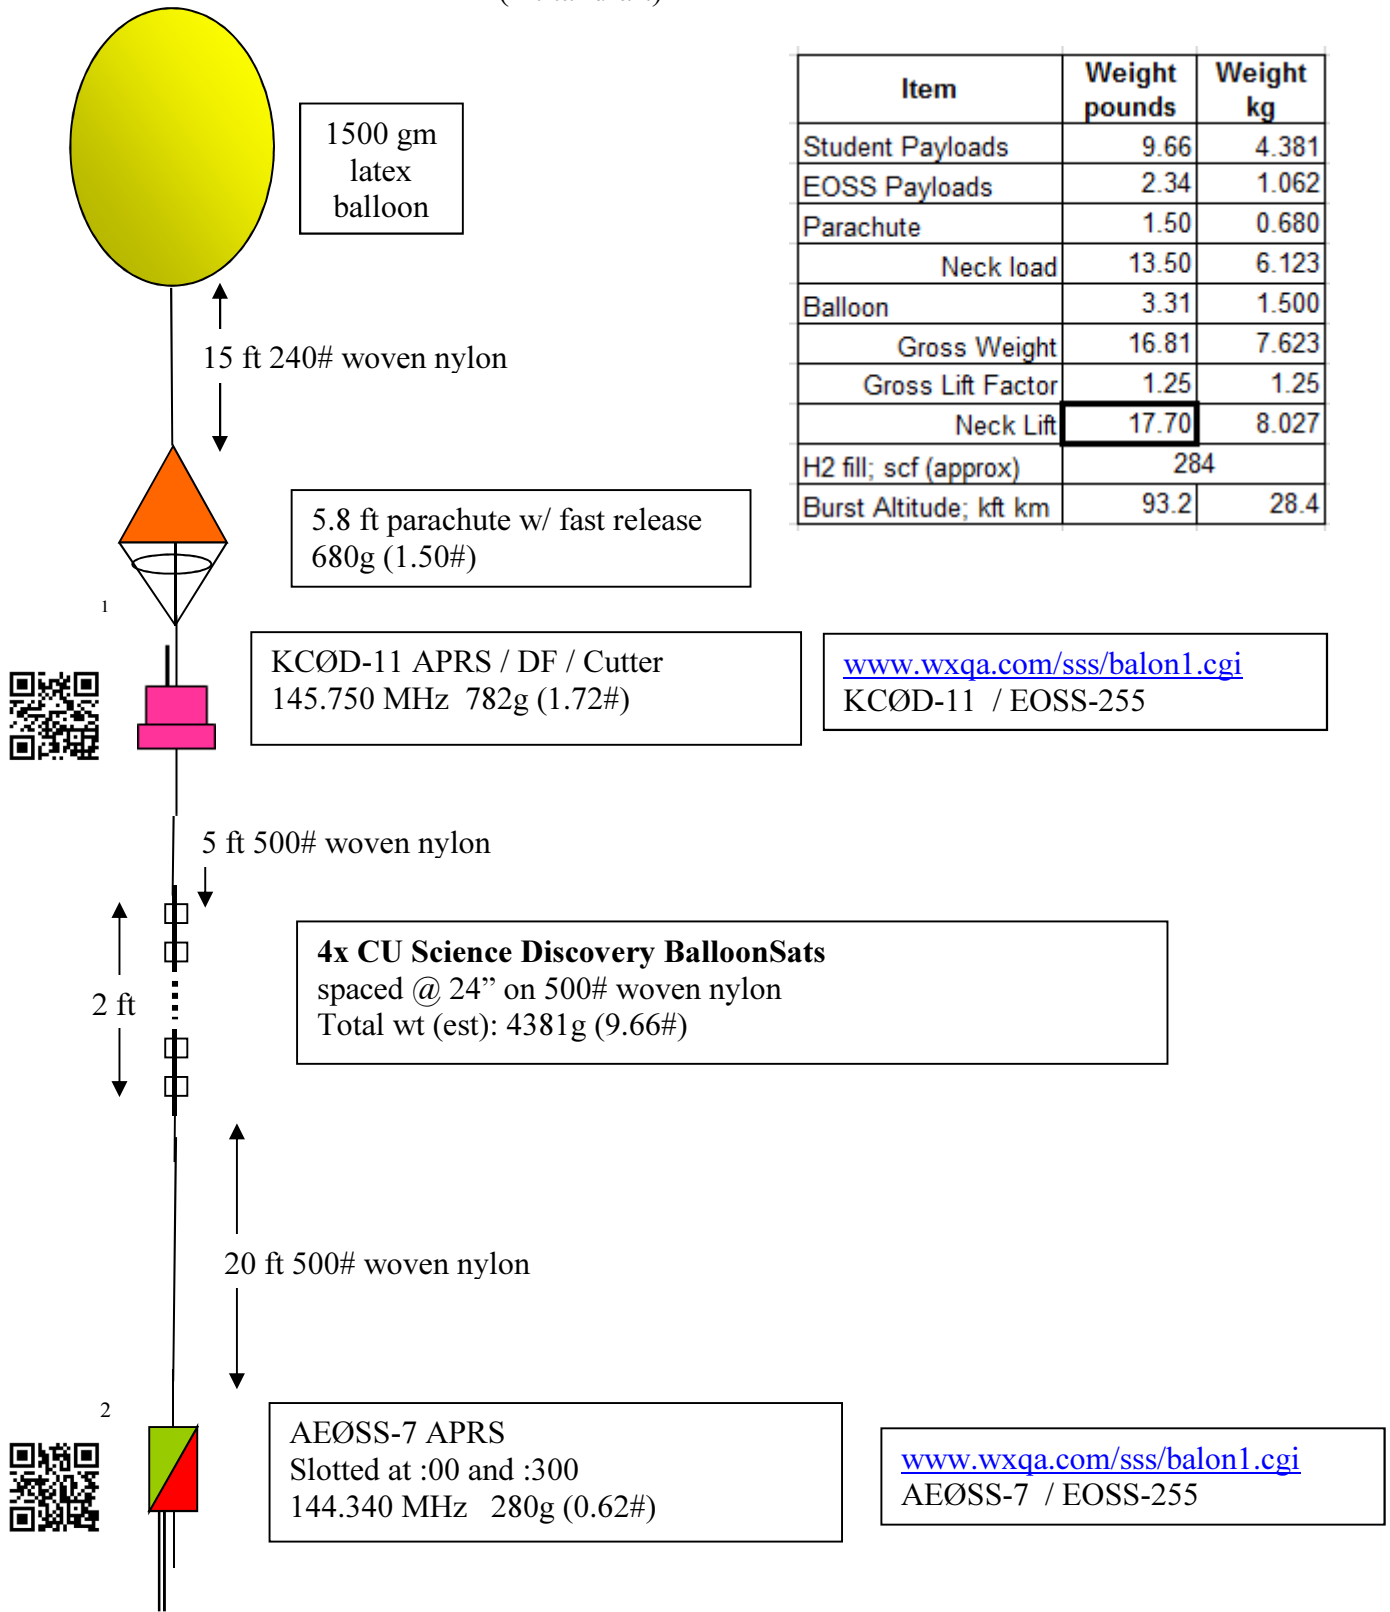 1500 gm
latex
balloon
Item Weight pounds Weight kg
Student Payloads 9.66 4.381
EOSS Payloads 2.34 1.062
Parachute 1.50 0.680
Neck load 13.50 6.123
Balloon 3.31 1.500
Gross Weight 16.81 7.623
Gross Lift Factor 1.25 1.25
Neck Lift 17.70 8.027
H2 fill; scf (approx) 284
Burst Altitude; kft km 93.2 28.4
15 ft 240# woven nylon
5.8 ft parachute w/ fast release
680g (1.50#)
1
KCØD-11 APRS / DF / Cutter
145.750 MHz 782g (1.72#)
www.wxqa.com/sss/balon1.cgi
KCØD-11 / EOSS-255
5 ft 500# woven nylon
4x CU Science Discovery BalloonSats
spaced @ 24” on 500# woven nylon
Total wt (est): 4381g (9.66#)
2 ft
20 ft 500# woven nylon
2
AEØSS-7 APRS
Slotted at :00 and :300
144.340 MHz 280g (0.62#)
www.wxqa.com/sss/balon1.cgi
AEØSS-7 / EOSS-255